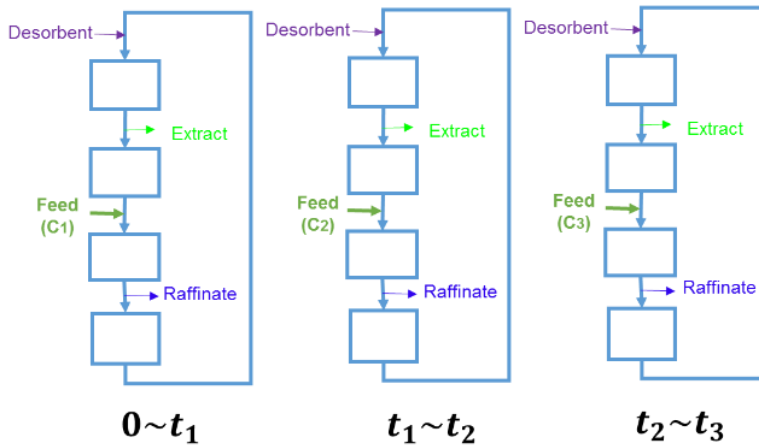 Desorbent
Extract
Feed
(C1)
Raffinate
0~t1
Desorbent
Extract
Feed
(C2)
Raffinate
t1~t2
Desorbent
Extract
Feed
(C3)
Raffinate
t2~t3